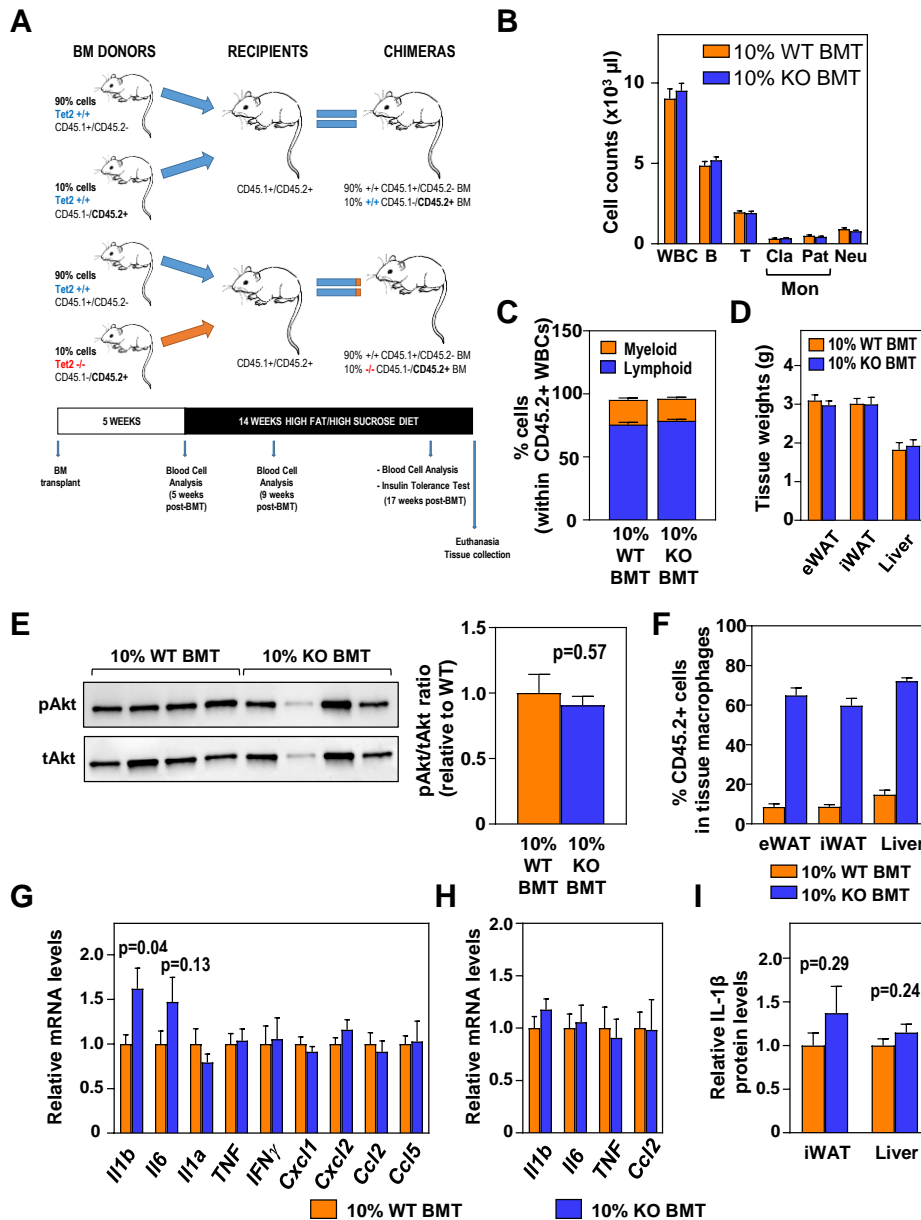 A
BM DONORS
RECIPIENTS
CHIMERAS
90% cells
Tet2 +/+
CD45.1+/CD45.2-
10% cells
Tet2 +/+
CD45.1-/CD45.2+
CD45.1+/CD45.2+
90% +/+ CD45.1+/CD45.2- BM
10% +/+ CD45.1-/CD45.2+ BM
90% cells
Tet2 +/+
CD45.1+/CD45.2-
10% cells
Tet2 -/-
CD45.1-/CD45.2+
CD45.1+/CD45.2+
90% +/+ CD45.1+/CD45.2- BM
10% -/- CD45.1-/CD45.2+ BM
5 WEEKS
14 WEEKS HIGH FAT/HIGH SUCROSE DIET
BM
transplant
Blood Cell
Analysis
(5 weeks
post-BMT)
Blood Cell
Analysis
(9 weeks
post-BMT)
- Blood Cell Analysis
- Insulin Tolerance Test
(17 weeks post-BMT)
Euthanasia
Tissue collection
B
10% WT BMT
10% KO BMT
Cell counts (x10³ µl)
10
5
0
WBC B T Cla Pat Neu
Mon
C
% cells
(within CD45.2+ WBCs)
150
100
50
0
Myeloid
Lymphoid
10%
WT
BMT
10%
KO
BMT
D
Tissue weights (g)
5
4
3
2
1
0
10% WT BMT
10% KO BMT
eWAT
iWAT
Liver
E
10% WT BMT
10% KO BMT
pAkt
tAkt
pAkt/tAkt ratio
(relative to WT)
1.5
1.0
0.5
0
p=0.57
10%
WT
BMT
10%
KO
BMT
F
% CD45.2+ cells
in tissue macrophages
100
80
60
40
20
0
eWAT iWAT Liver
10% WT BMT
10% KO BMT
G
Relative mRNA levels
2.0
1.5
1.0
0.5
0
p=0.04
p=0.13
Il1b
Il6
Il1a
TNF
IFNγ
Cxcl1
Cxcl2
Ccl2
Ccl5
H
Relative mRNA levels
2.0
1.5
1.0
0.5
0
Il1b
Il6
TNF
Ccl2
I
Relative IL-1β
protein levels
2.0
1.5
1.0
0.5
0
p=0.29
p=0.24
iWAT Liver
10% WT BMT
10% KO BMT